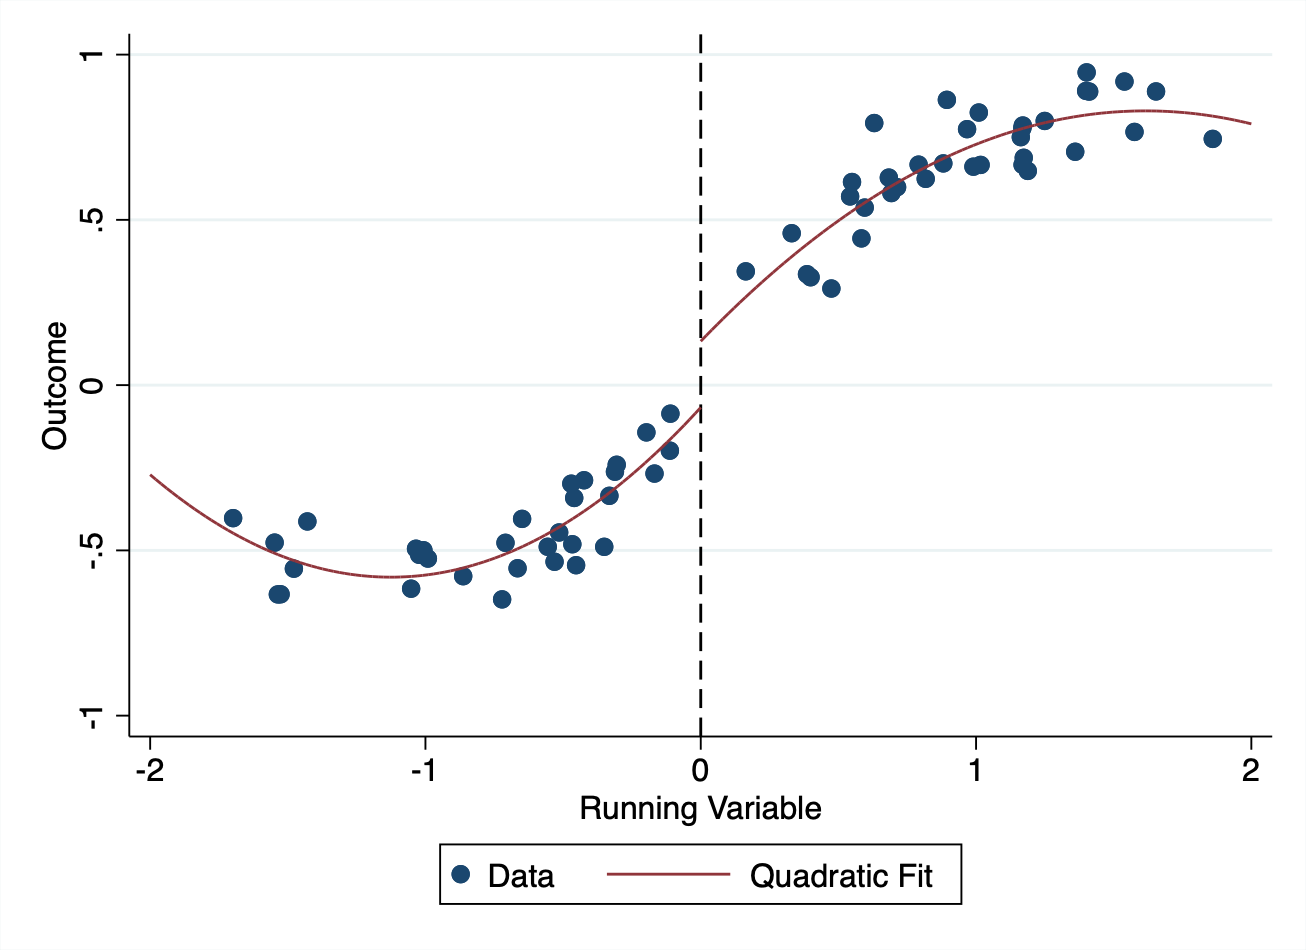 1
.5
0
-.5
-1
Outcome
-2 -1 0 1 2
Running Variable
Data Quadratic Fit